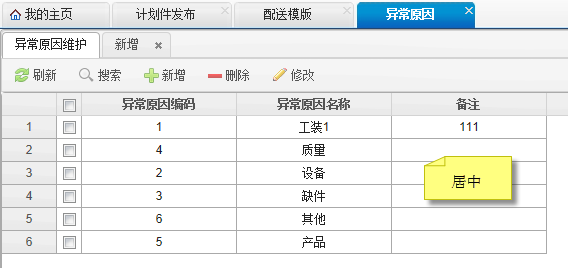 我的主页 计划件发布 配送模版 异常原因
异常原因维护 新增
刷新 搜索 新增 删除 修改
异常原因编码 异常原因名称 备注
1 1 工装1 111
2 4 质量
3 2 设备
居中
4 3 缺件
5 6 其他
6 5 产品